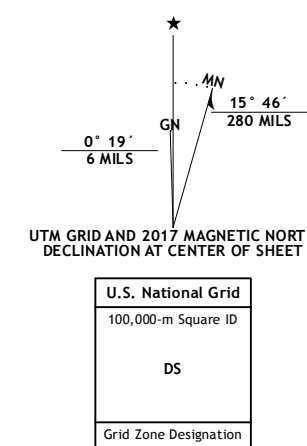 ★
MN
GN
15° 46´
280 MILS
0° 19´
6 MILS
UTM GRID AND 2017 MAGNETIC NORT
DECLINATION AT CENTER OF SHEET
U.S. National Grid
100,000-m Square ID
DS
Grid Zone Designation